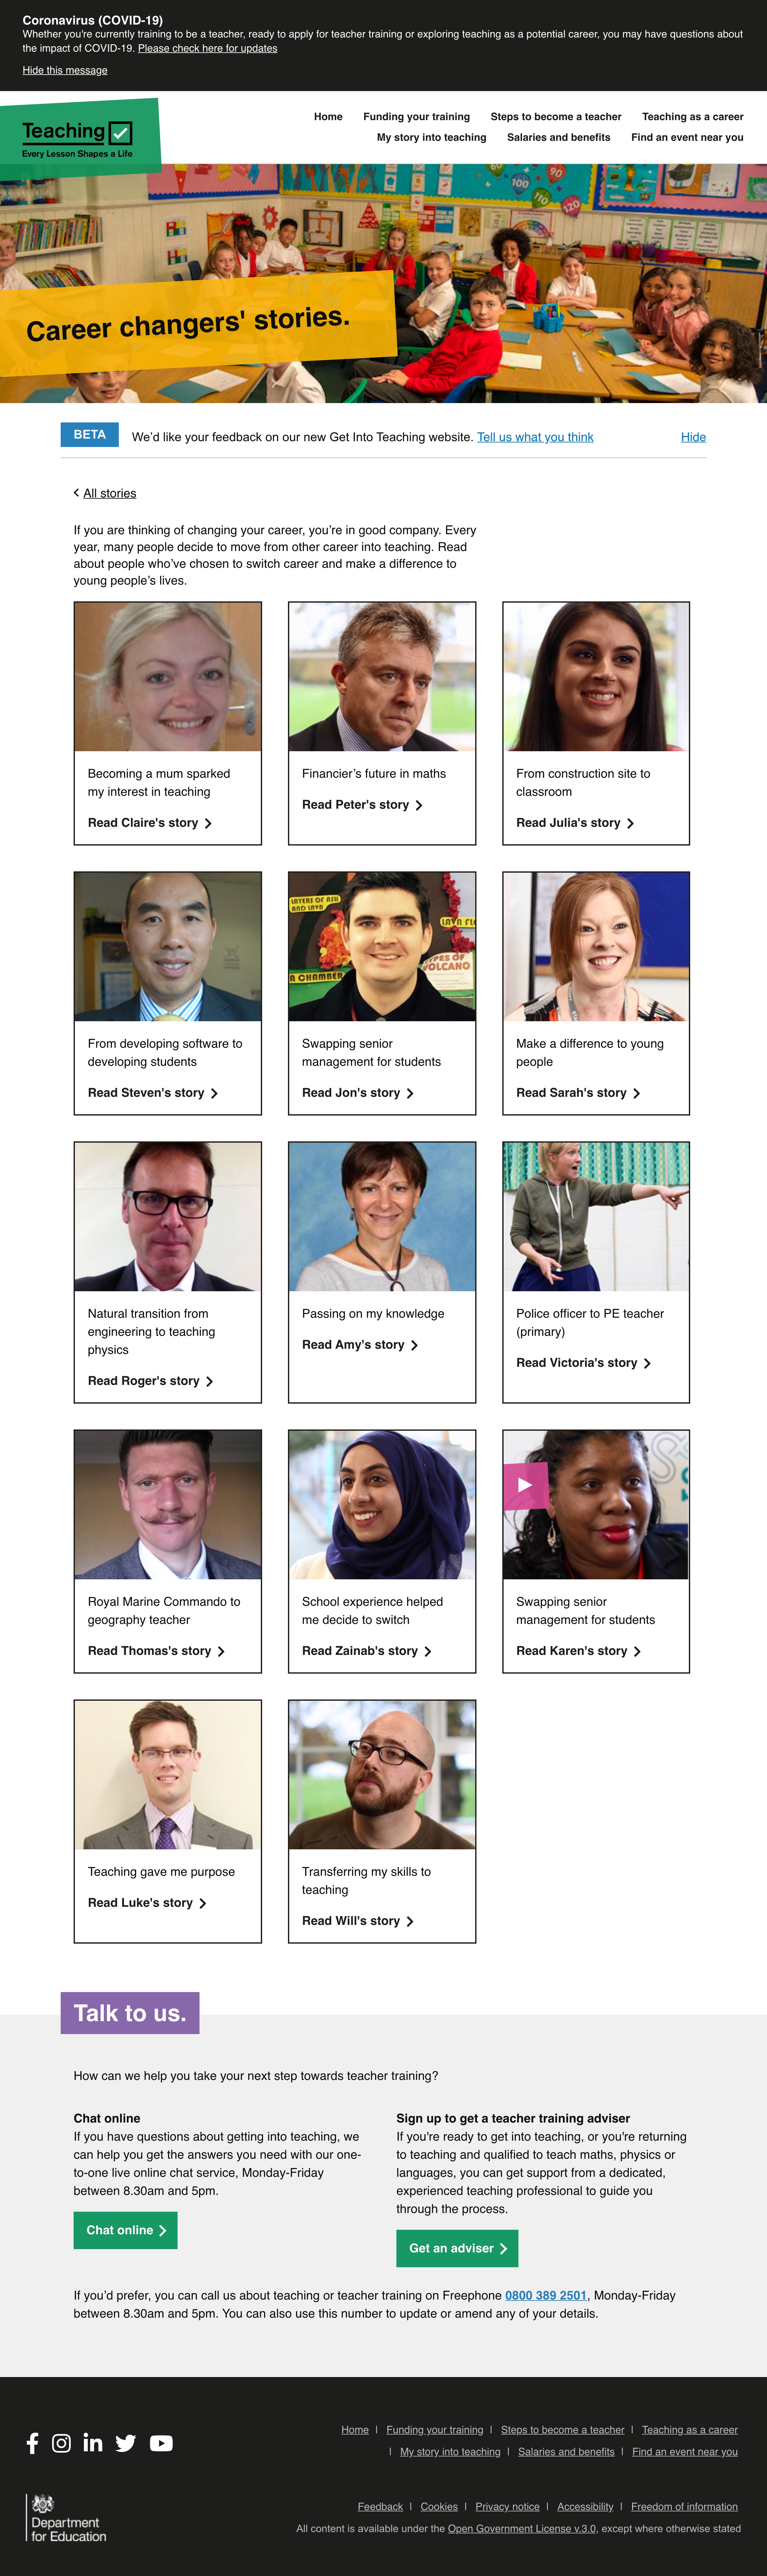 Coronavirus (COVID-19)
Whether you're currently training to be a teacher, ready to apply for teacher training or exploring teaching as a potential career, you may have questions about
the impact of COVID-19. Please check here for updates
Hide this message
Teaching
Every Lesson Shapes a Life
Home Funding your training Steps to become a teacher Teaching as a career
My story into teaching Salaries and benefits Find an event near you
60
90
100
110
120
Career changers' stories.
BETA We'd like your feedback on our new Get Into Teaching website. Tell us what you think Hide
All stories
If you are thinking of changing your career, you're in good company. Every
year, many people decide to move from other career into teaching. Read
about people who've chosen to switch career and make a difference to
young people's lives.
Becoming a mum sparked
my interest in teaching
Read Claire's story
Financier's future in maths
Read Peter's story
From construction site to
classroom
Read Julia's story
From developing software to
developing students
Read Steven's story
LAYERS OF ASH
AND LAVA
LAVA FL
PES OF
VOLCANO
A CHAMBER
Swapping senior
management for students
Read Jon's story
Make a difference to young
people
Read Sarah's story
Natural transition from
engineering to teaching
physics
Read Roger's story
Passing on my knowledge
Read Amy's story
Police officer to PE teacher
(primary)
Read Victoria's story
Royal Marine Commando to
geography teacher
Read Thomas's story
School experience helped
me decide to switch
Read Zainab's story
Swapping senior
management for students
Read Karen's story
Teaching gave me purpose
Read Luke's story
Transferring my skills to
teaching
Read Will's story
Talk to us.
How can we help you take your next step towards teacher training?
Chat online
If you have questions about getting into teaching, we
can help you get the answers you need with our one-
to-one live online chat service, Monday-Friday
between 8.30am and 5pm.
Chat online
Sign up to get a teacher training adviser
If you're ready to get into teaching, or you're returning
to teaching and qualified to teach maths, physics or
languages, you can get support from a dedicated,
experienced teaching professional to guide you
through the process.
Get an adviser
If you'd prefer, you can call us about teaching or teacher training on Freephone 0800 389 2501, Monday-Friday
between 8.30am and 5pm. You can also use this number to update or amend any of your details.
Home | Funding your training | Steps to become a teacher | Teaching as a career
| My story into teaching | Salaries and benefits | Find an event near you
Department
for Education
Feedback | Cookies | Privacy notice | Accessibility | Freedom of information
All content is available under the Open Government License v.3.0, except where otherwise stated